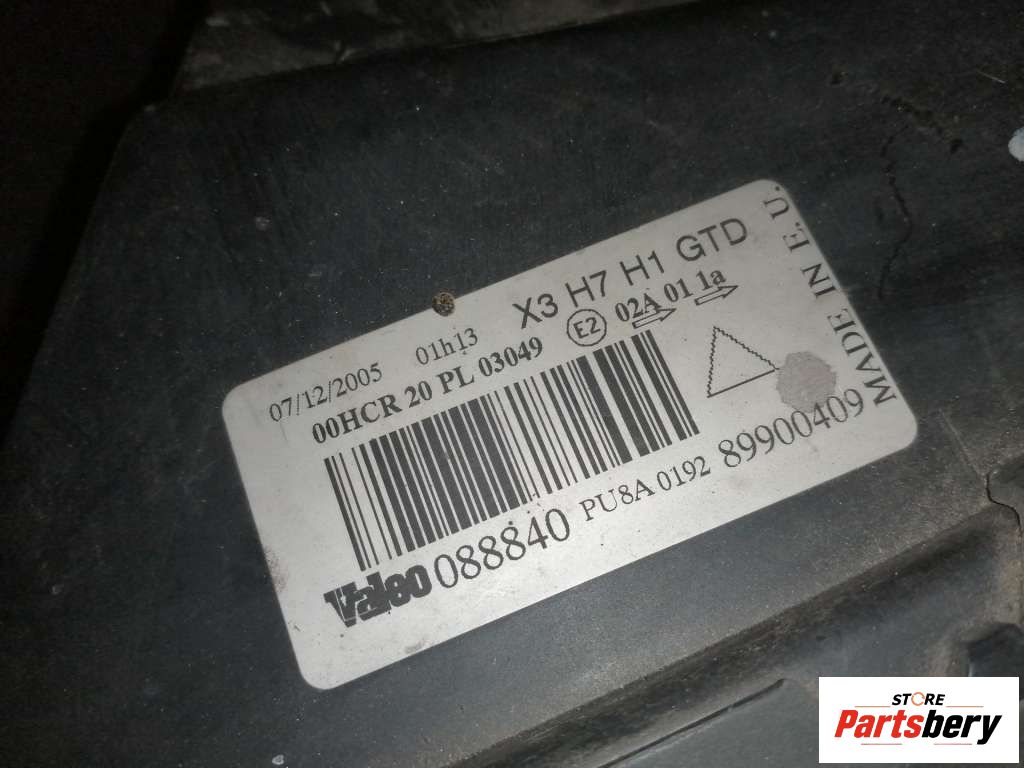 X3 H7 H1 GTD
07/12/2005 01h13
00HCR 20 PL 03049 E2 02A 01 1a
Valeo 088840 PU8A 0192 89900409
MADE IN E.U.
STORE
Partsbery